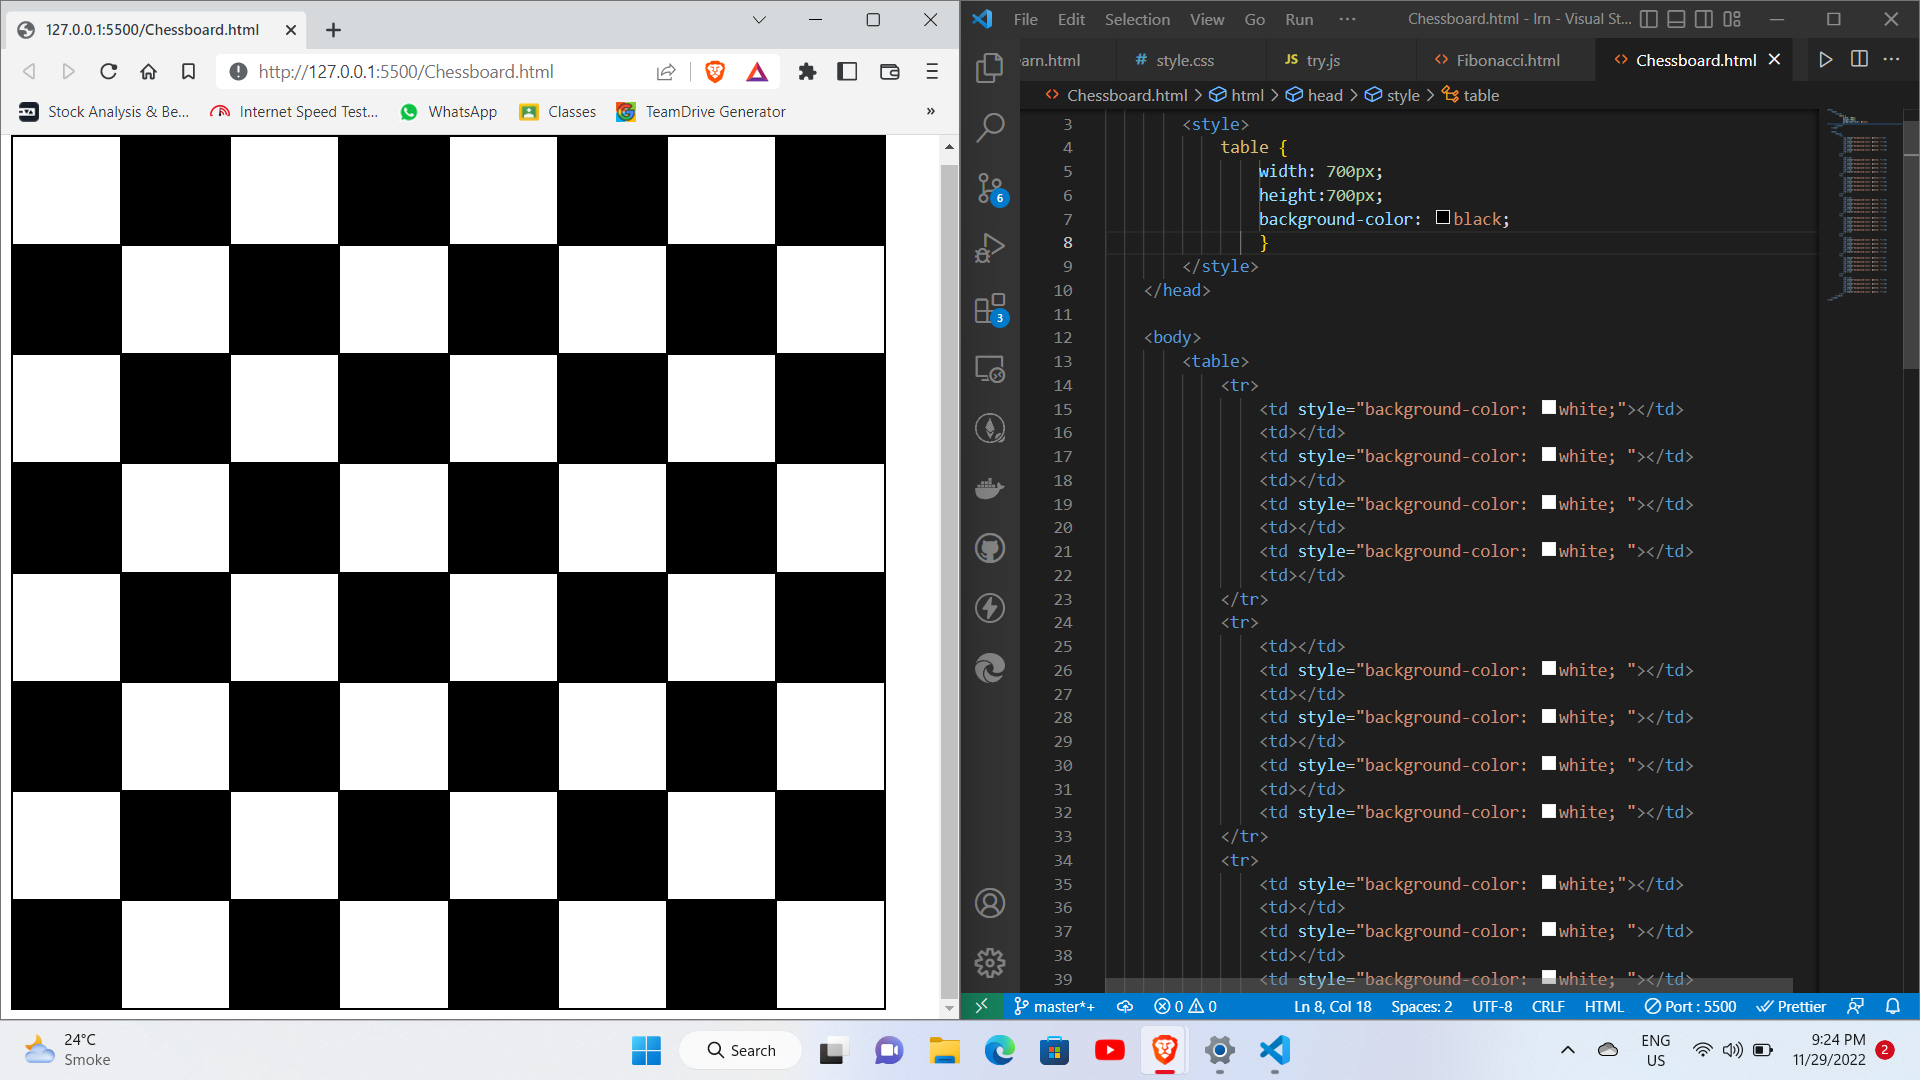 127.0.0.1:5500/Chessboard.html
http://127.0.0.1:5500/Chessboard.html
Stock Analysis & Be...
Internet Speed Test...
WhatsApp
Classes
TeamDrive Generator
»
File Edit Selection View Go Run ··· Chessboard.html - lrn - Visual St...
earn.html # style.css JS try.js <> Fibonacci.html <> Chessboard.html
<> Chessboard.html > html > head > style > table
3 <style>
4 table {
5 width: 700px;
6 height:700px;
7 background-color: black;
8 }
9 </style>
10 </head>
11
12 <body>
13 <table>
14 <tr>
15 <td style="background-color: white;"></td>
16 <td></td>
17 <td style="background-color: white; "></td>
18 <td></td>
19 <td style="background-color: white; "></td>
20 <td></td>
21 <td style="background-color: white; "></td>
22 <td></td>
23 </tr>
24 <tr>
25 <td></td>
26 <td style="background-color: white; "></td>
27 <td></td>
28 <td style="background-color: white; "></td>
29 <td></td>
30 <td style="background-color: white; "></td>
31 <td></td>
32 <td style="background-color: white; "></td>
33 </tr>
34 <tr>
35 <td style="background-color: white;"></td>
36 <td></td>
37 <td style="background-color: white; "></td>
38 <td></td>
39 <td style="background-color: white; "></td>
6
3
master*+ 0 0 Ln 8, Col 18 Spaces: 2 UTF-8 CRLF HTML Port : 5500 Prettier
24°C
Smoke
Search
ENG
US
9:24 PM
11/29/2022
2